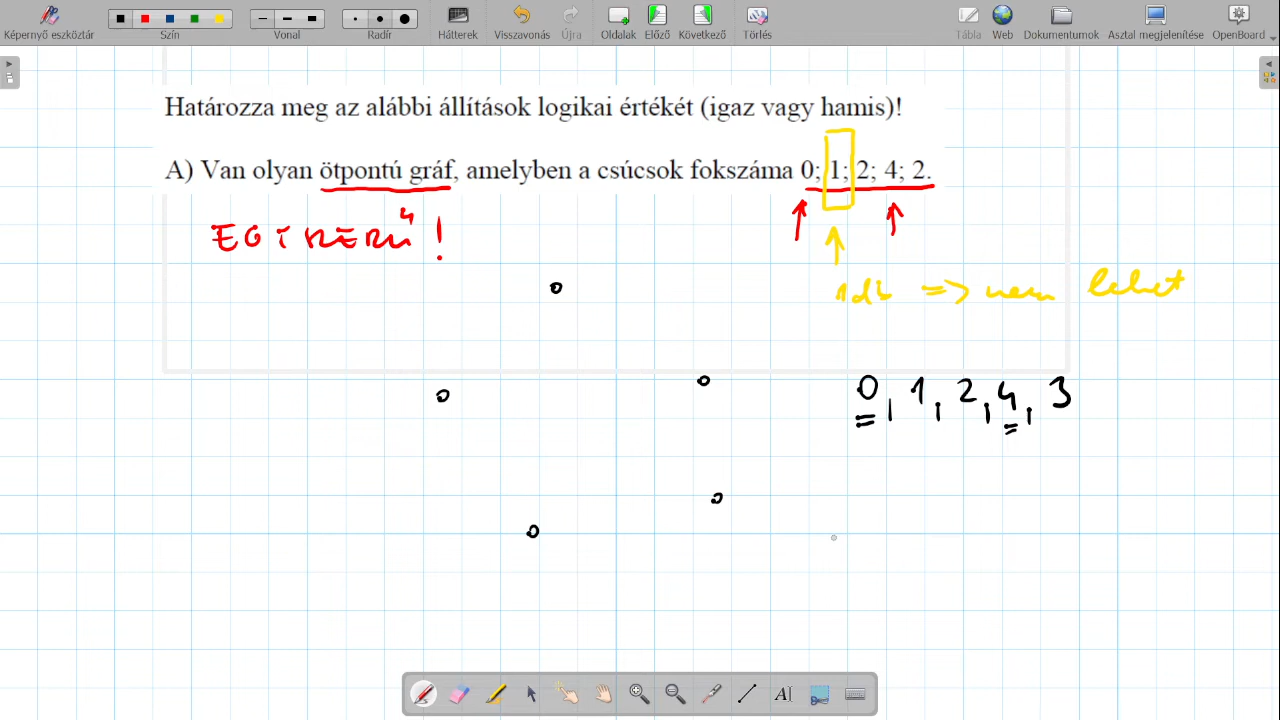 Képernyő eszköztár Szín Vonal Radír Hátterek Visszavonás Újra Oldalak Előző Következő Törlés Tábla Web Dokumentumok Asztal megjelenítése OpenBoard
Határozza meg az alábbi állítások logikai értékét (igaz vagy hamis)!
A) Van olyan ötpontú gráf, amelyben a csúcsok fokszáma 0; 1; 2; 4; 2.
=> nem lehet
0, 1, 2, 4, 3
A